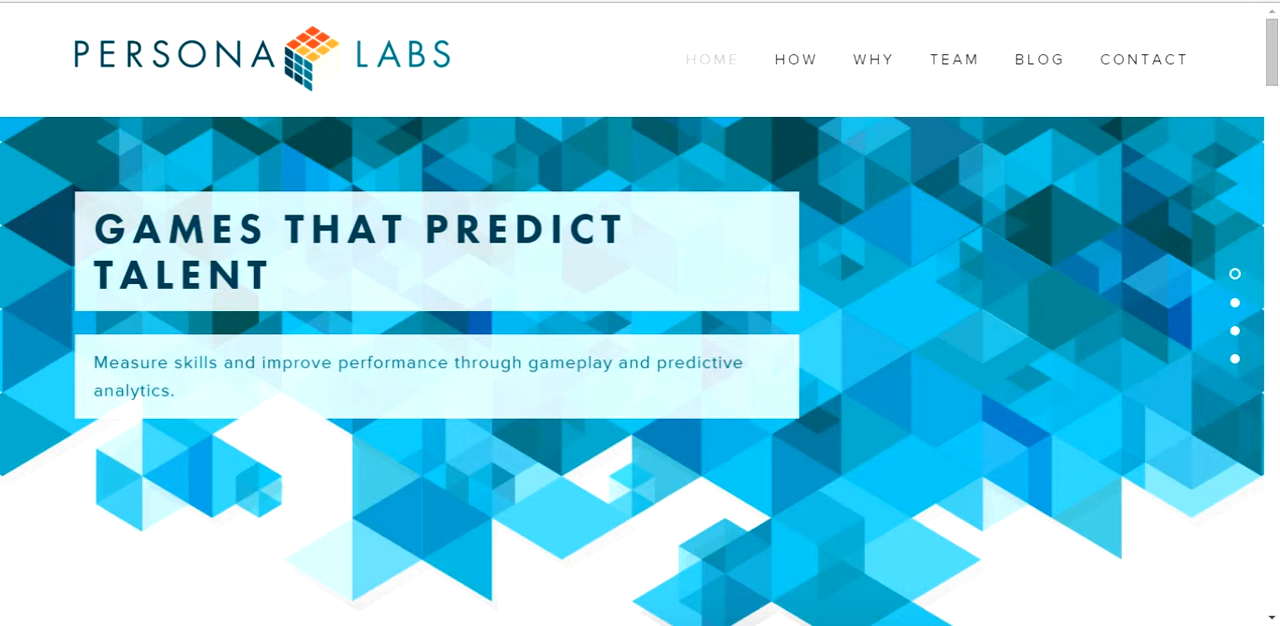 PERSONA LABS
HOME HOW WHY TEAM BLOG CONTACT
GAMES THAT PREDICT
TALENT
Measure skills and improve performance through gameplay and predictive
analytics.